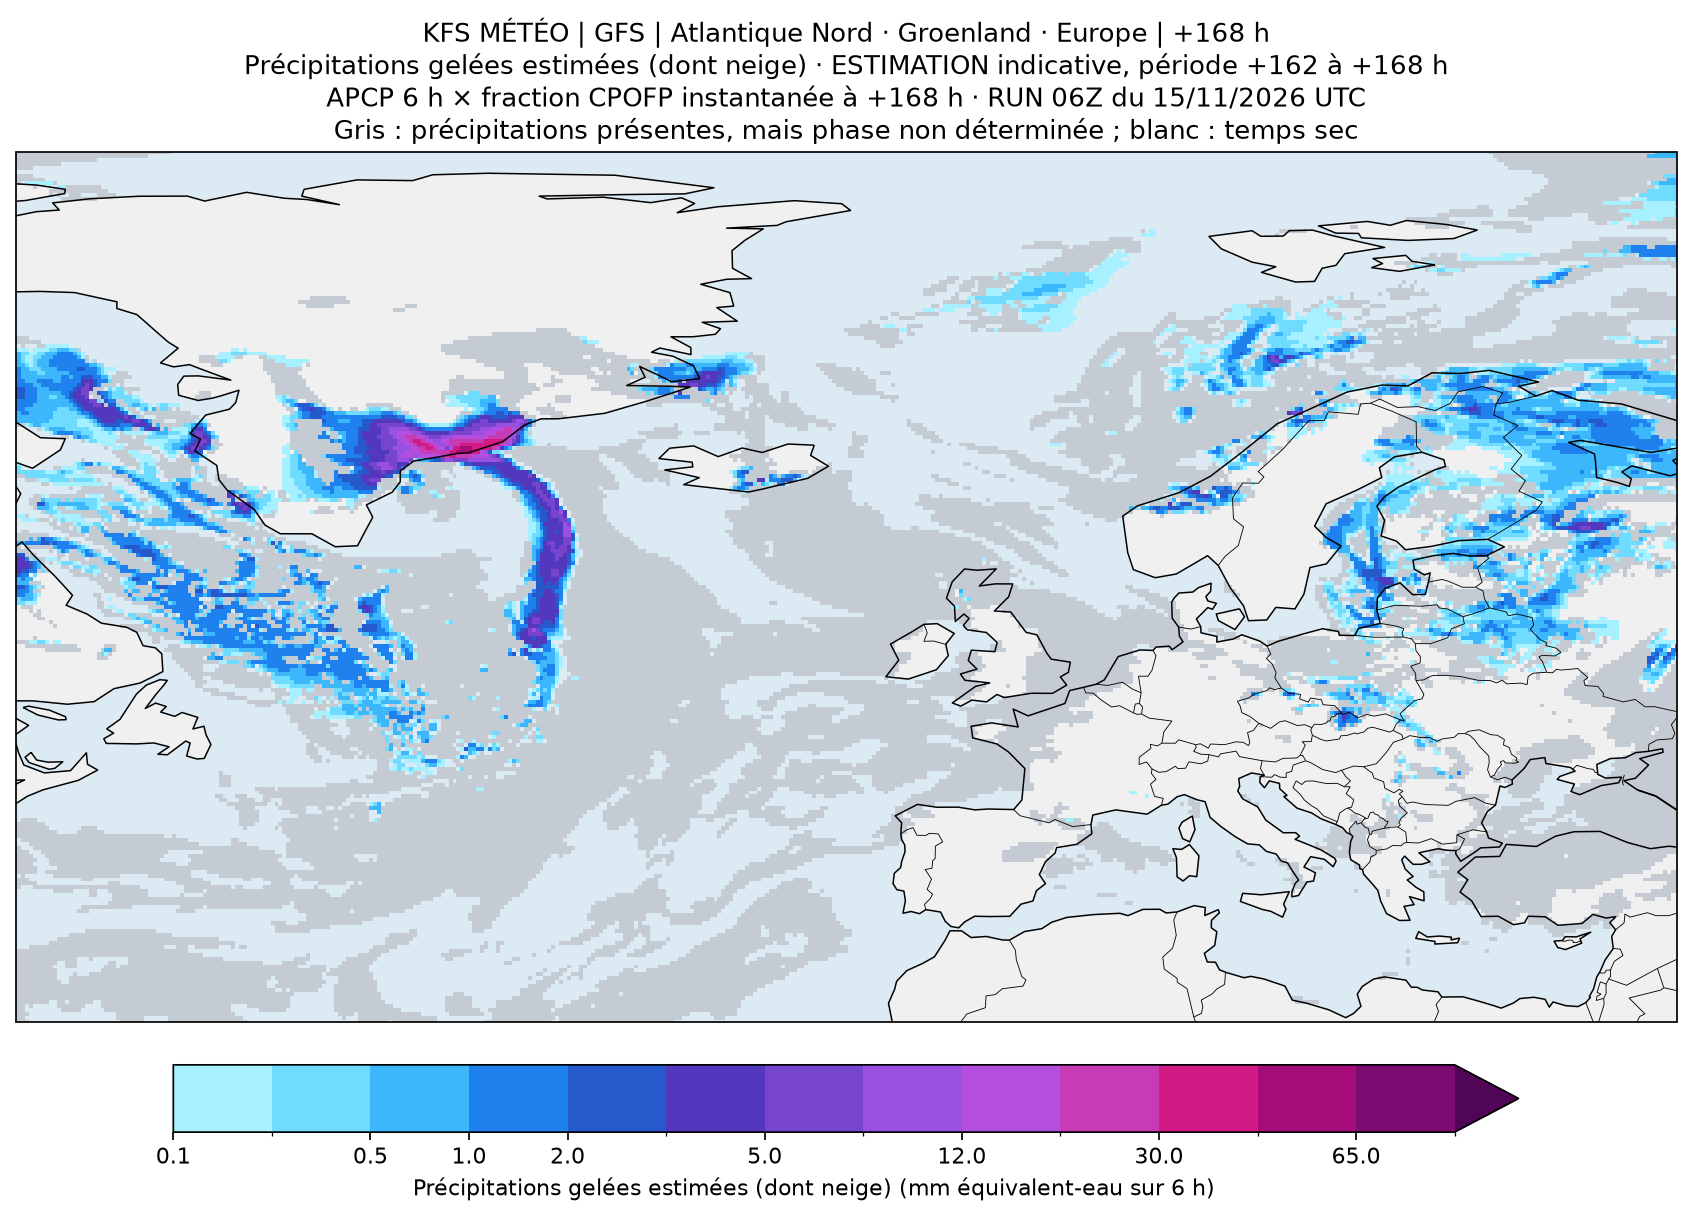 KFS MÉTÉO | GFS | Atlantique Nord · Groenland · Europe | +168 h
Précipitations gelées estimées (dont neige) · ESTIMATION indicative, période +162 à +168 h
APCP 6 h × fraction CPOFP instantanée à +168 h · RUN 06Z du 15/11/2026 UTC
Gris : précipitations présentes, mais phase non déterminée ; blanc : temps sec
0.1 0.5 1.0 2.0 5.0 12.0 30.0 65.0
Précipitations gelées estimées (dont neige) (mm équivalent-eau sur 6 h)